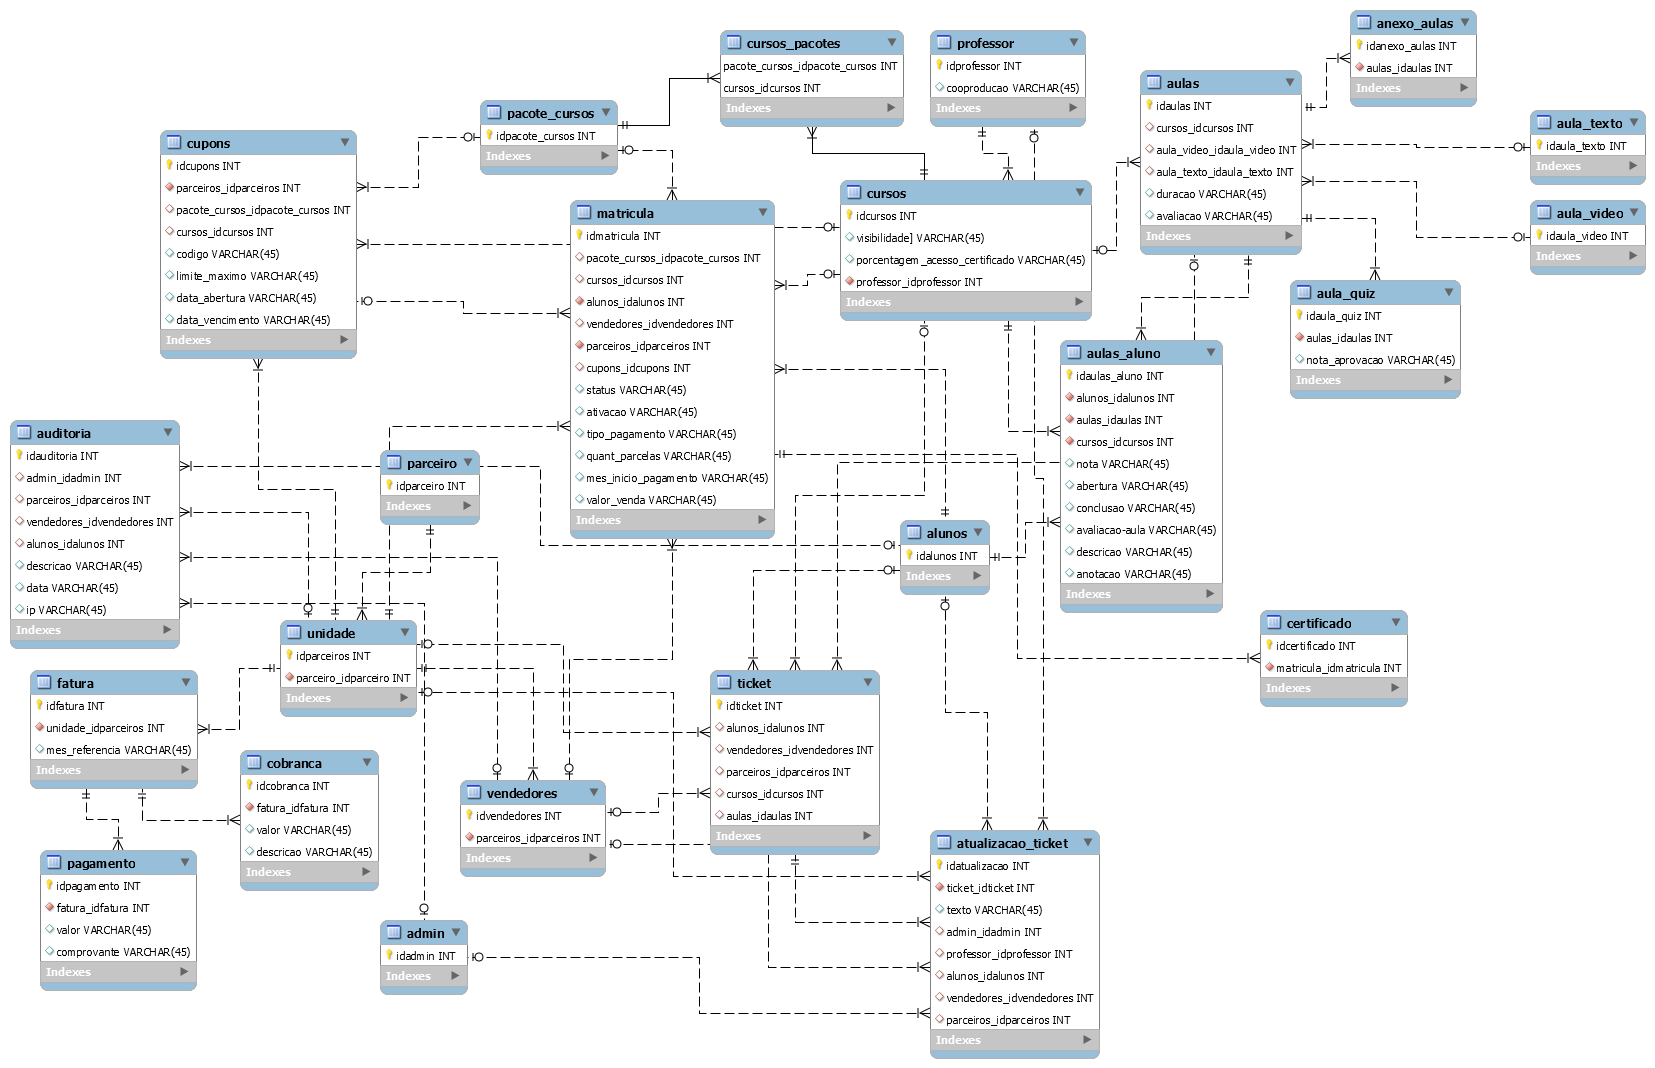 cupons
idcupons INT
parceiros_idparceiros INT
pacote_cursos_idpacote_cursos INT
cursos_idcursos INT
codigo VARCHAR(45)
limite_maximo VARCHAR(45)
data_abertura VARCHAR(45)
data_vencimento VARCHAR(45)
Indexes
pacote_cursos
idpacote_cursos INT
Indexes
cursos_pacotes
pacote_cursos_idpacote_cursos INT
cursos_idcursos INT
Indexes
professor
idprofessor INT
cooproducao VARCHAR(45)
Indexes
aulas
idaulas INT
cursos_idcursos INT
aula_video_idaula_video INT
aula_texto_idaula_texto INT
duracao VARCHAR(45)
avaliacao VARCHAR(45)
Indexes
anexo_aulas
idanexo_aulas INT
aulas_idaulas INT
Indexes
aula_texto
idaula_texto INT
Indexes
aula_video
idaula_video INT
Indexes
aula_quiz
idaula_quiz INT
aulas_idaulas INT
nota_aprovacao VARCHAR(45)
Indexes
matricula
idmatricula INT
pacote_cursos_idpacote_cursos INT
cursos_idcursos INT
alunos_idalunos INT
vendedores_idvendedores INT
parceiros_idparceiros INT
cupons_idcupons INT
status VARCHAR(45)
ativacao VARCHAR(45)
tipo_pagamento VARCHAR(45)
quant_parcelas VARCHAR(45)
mes_inicio_pagamento VARCHAR(45)
valor_venda VARCHAR(45)
Indexes
cursos
idcursos INT
visibilidade] VARCHAR(45)
porcentagem_acesso_certificado VARCHAR(45)
professor_idprofessor INT
Indexes
aulas_aluno
idaulas_aluno INT
alunos_idalunos INT
aulas_idaulas INT
cursos_idcursos INT
nota VARCHAR(45)
abertura VARCHAR(45)
conclusao VARCHAR(45)
avaliacao-aula VARCHAR(45)
descricao VARCHAR(45)
anotacao VARCHAR(45)
Indexes
auditoria
idauditoria INT
admin_idadmin INT
parceiros_idparceiros INT
vendedores_idvendedores INT
alunos_idalunos INT
descricao VARCHAR(45)
data VARCHAR(45)
ip VARCHAR(45)
Indexes
parceiro
idparceiro INT
Indexes
alunos
idalunos INT
Indexes
unidade
idparceiros INT
parceiro_idparceiro INT
Indexes
certificado
idcertificado INT
matricula_idmatricula INT
Indexes
fatura
idfatura INT
unidade_idparceiros INT
mes_referencia VARCHAR(45)
Indexes
cobranca
idcobranca INT
fatura_idfatura INT
valor VARCHAR(45)
descricao VARCHAR(45)
Indexes
vendedores
idvendedores INT
parceiros_idparceiros INT
Indexes
ticket
idticket INT
alunos_idalunos INT
vendedores_idvendedores INT
parceiros_idparceiros INT
cursos_idcursos INT
aulas_idaulas INT
Indexes
pagamento
idpagamento INT
fatura_idfatura INT
valor VARCHAR(45)
comprovante VARCHAR(45)
Indexes
admin
idadmin INT
Indexes
atualizacao_ticket
idatualizacao INT
ticket_idticket INT
texto VARCHAR(45)
admin_idadmin INT
professor_idprofessor INT
alunos_idalunos INT
vendedores_idvendedores INT
parceiros_idparceiros INT
Indexes